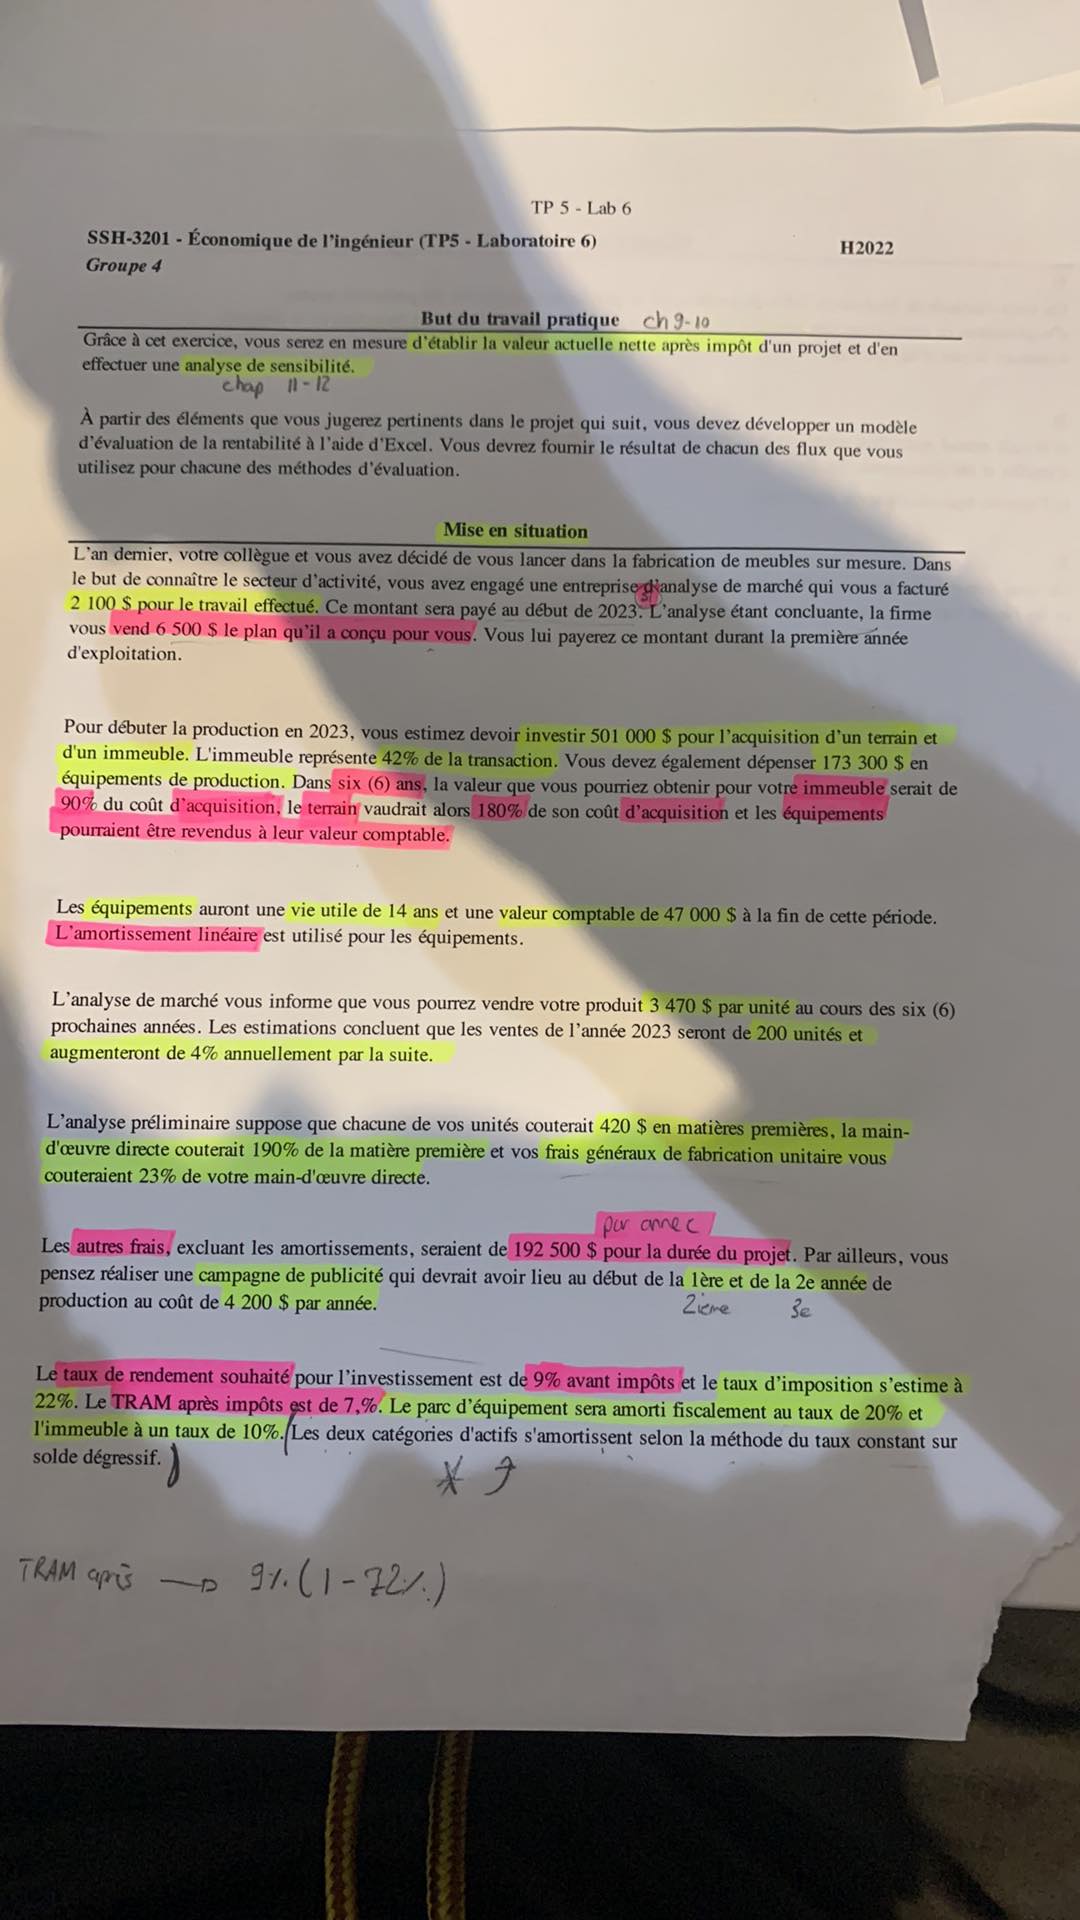 TP 5 - Lab 6
SSH-3201 - Économique de l'ingénieur (TP5 - Laboratoire 6)
H2022
Groupe 4
But du travail pratique ch 9-10
Grâce à cet exercice, vous serez en mesure d'établir la valeur actuelle nette après impôt d'un projet et d'en
effectuer une analyse de sensibilité.
chap 11-12
À partir des éléments que vous jugerez pertinents dans le projet qui suit, vous devez développer un modèle
d'évaluation de la rentabilité à l'aide d'Excel. Vous devrez fournir le résultat de chacun des flux que vous
utilisez pour chacune des méthodes d'évaluation.
Mise en situation
L'an dernier, votre collègue et vous avez décidé de vous lancer dans la fabrication de meubles sur mesure. Dans
le but de connaître le secteur d'activité, vous avez engagé une entreprise d'analyse de marché qui vous a facturé
2 100 $ pour le travail effectué. Ce montant sera payé au début de 2023. L'analyse étant concluante, la firme
vous vend 6 500 $ le plan qu'il a conçu pour vous. Vous lui payerez ce montant durant la première année
d'exploitation.
Pour débuter la production en 2023, vous estimez devoir investir 501 000 $ pour l'acquisition d'un terrain et
d'un immeuble. L'immeuble représente 42% de la transaction. Vous devez également dépenser 173 300 $ en
équipements de production. Dans six (6) ans, la valeur que vous pourriez obtenir pour votre immeuble serait de
90% du coût d'acquisition, le terrain vaudrait alors 180% de son coût d'acquisition et les équipements
pourraient être revendus à leur valeur comptable.
Les équipements auront une vie utile de 14 ans et une valeur comptable de 47 000 $ à la fin de cette période.
L'amortissement linéaire est utilisé pour les équipements.
L'analyse de marché vous informe que vous pourrez vendre votre produit 3 470 $ par unité au cours des six (6)
prochaines années. Les estimations concluent que les ventes de l'année 2023 seront de 200 unités et
augmenteront de 4% annuellement par la suite.
L'analyse préliminaire suppose que chacune de vos unités couterait 420 $ en matières premières, la main-
d'œuvre directe couterait 190% de la matière première et vos frais généraux de fabrication unitaire vous
couteraient 23% de votre main-d'œuvre directe.
par annee
Les autres frais, excluant les amortissements, seraient de 192 500 $ pour la durée du projet. Par ailleurs, vous
pensez réaliser une campagne de publicité qui devrait avoir lieu au début de la 1ère et de la 2e année de
production au coût de 4 200 $ par année.
2ieme 3e
Le taux de rendement souhaité pour l'investissement est de 9% avant impôts et le taux d'imposition s'estime à
22%. Le TRAM après impôts est de 7,%. Le parc d'équipement sera amorti fiscalement au taux de 20% et
l'immeuble à un taux de 10%. Les deux catégories d'actifs s'amortissent selon la méthode du taux constant sur
solde dégressif.
TRAM après → 9%(1-22%)